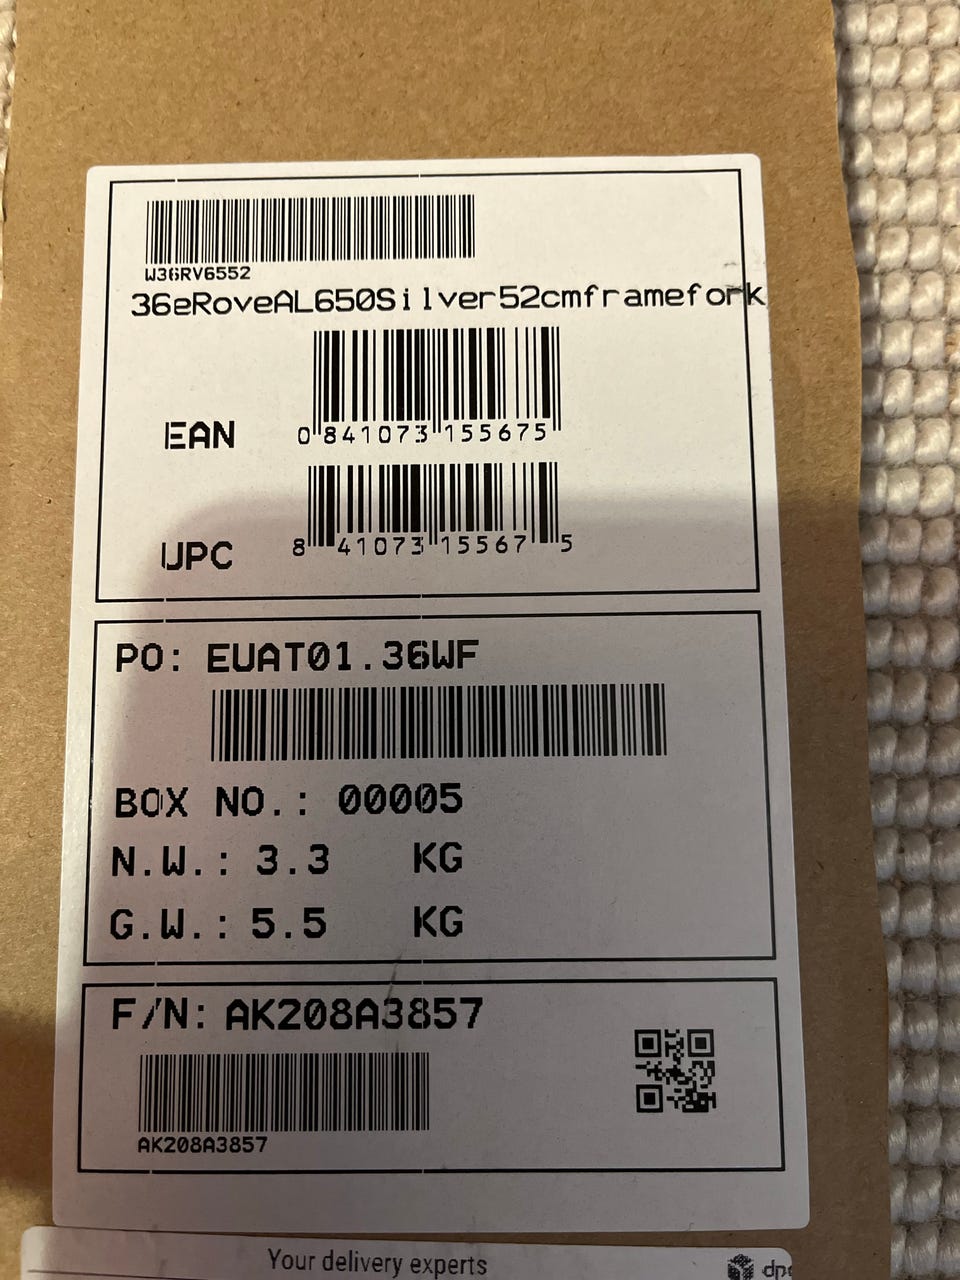 W36RV6552
36eRoveAL650Silver52cmframefork
EAN
0 841073 155675
UPC
8 41073 15567 5
PO: EUAT01.36WF
BOX NO.: 00005
N.W.: 3.3 KG
G.W.: 5.5 KG
F/N: AK208A3857
AK208A3857
Your delivery experts